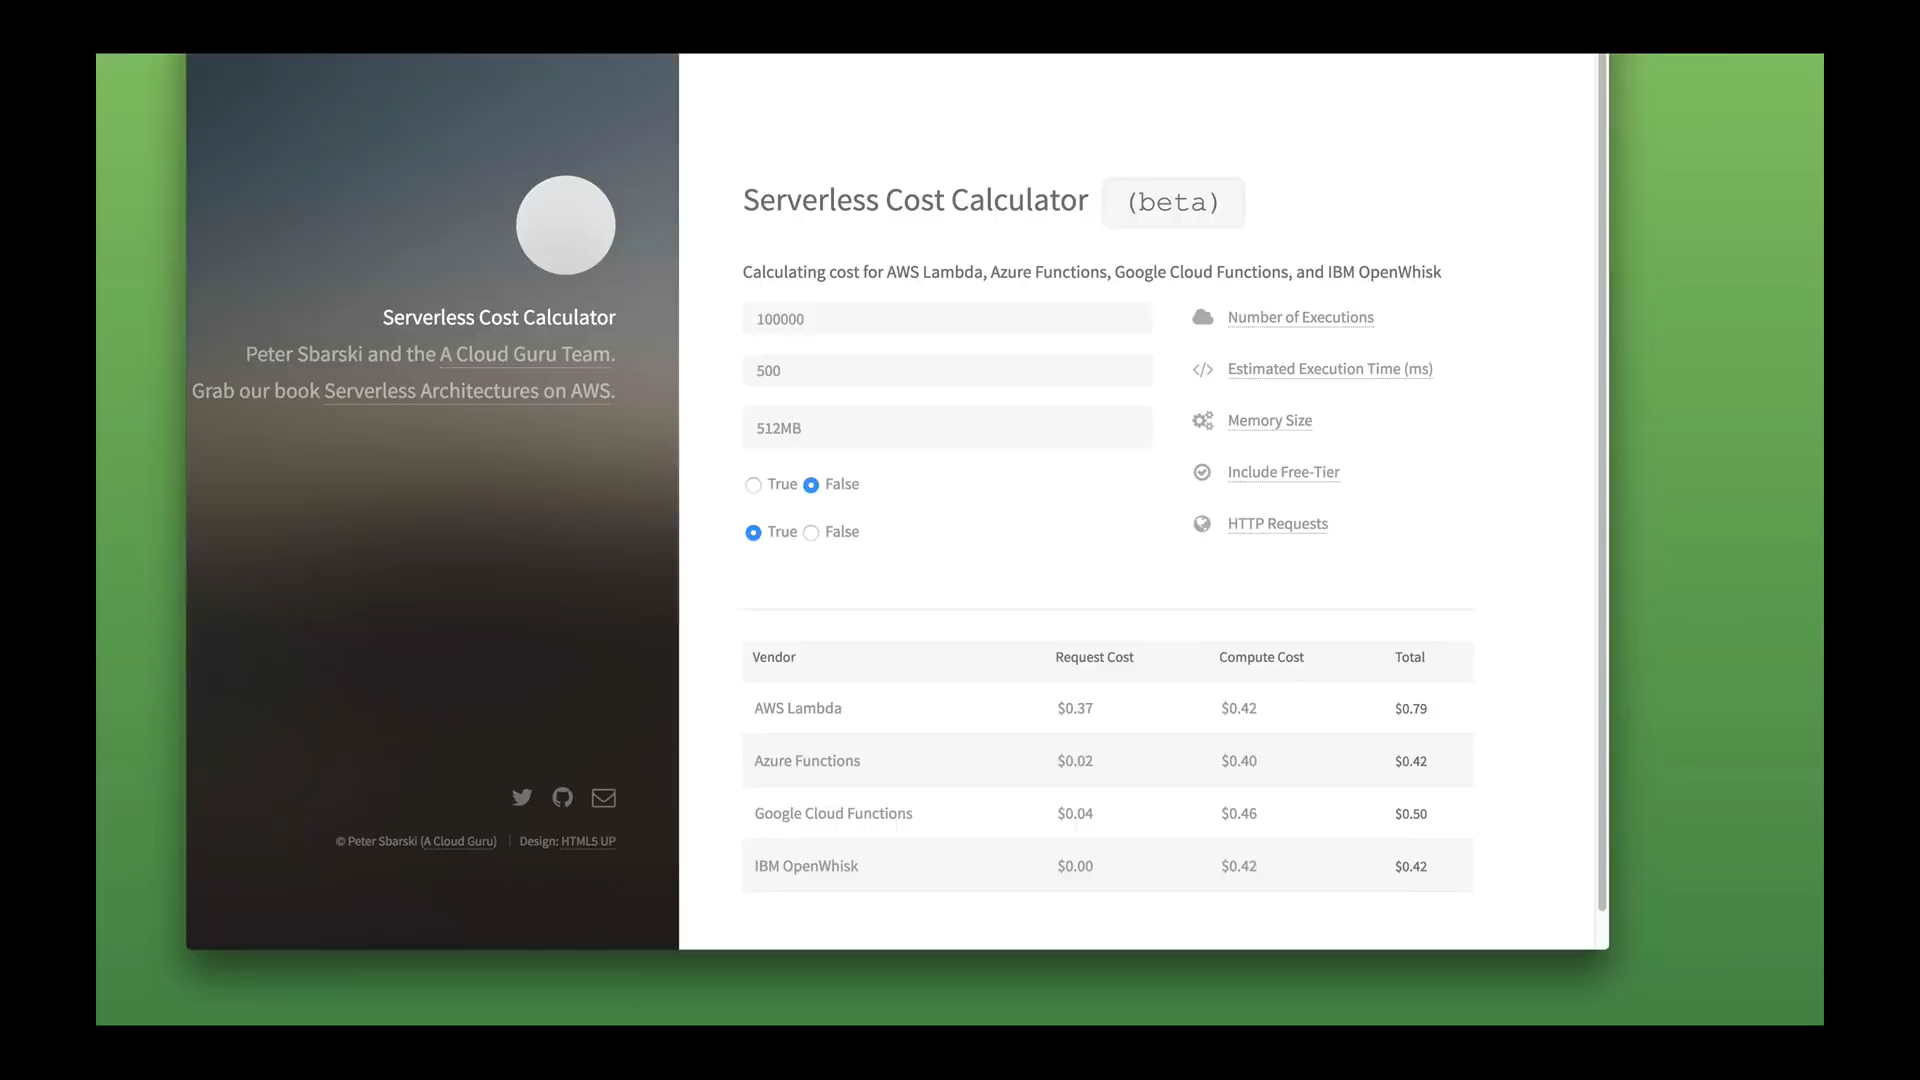 Serverless Cost Calculator
Peter Sbarski and the A Cloud Guru Team.
Grab our book Serverless Architectures on AWS.
© Peter Sbarski (A Cloud Guru) | Design: HTML5 UP
Serverless Cost Calculator (beta)
Calculating cost for AWS Lambda, Azure Functions, Google Cloud Functions, and IBM OpenWhisk
100000 Number of Executions
500 Estimated Execution Time (ms)
512MB Memory Size
True False Include Free-Tier
True False HTTP Requests
Vendor Request Cost Compute Cost Total
AWS Lambda $0.37 $0.42 $0.79
Azure Functions $0.02 $0.40 $0.42
Google Cloud Functions $0.04 $0.46 $0.50
IBM OpenWhisk $0.00 $0.42 $0.42